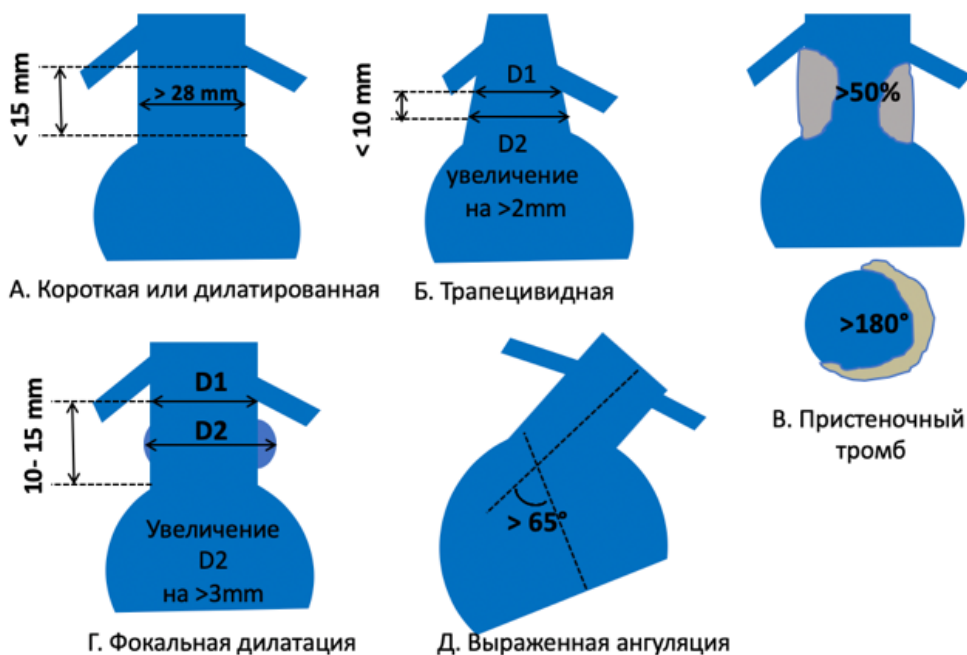 < 15 mm
> 28 mm
А. Короткая или дилатированная
< 10 mm
D1
D2
увеличение
на >2mm
Б. Трапецивидная
>50%
>180°
В. Пристеночный
тромб
10- 15 mm
D1
D2
Увеличение
D2
на >3mm
Г. Фокальная дилатация
> 65°
Д. Выраженная ангуляция